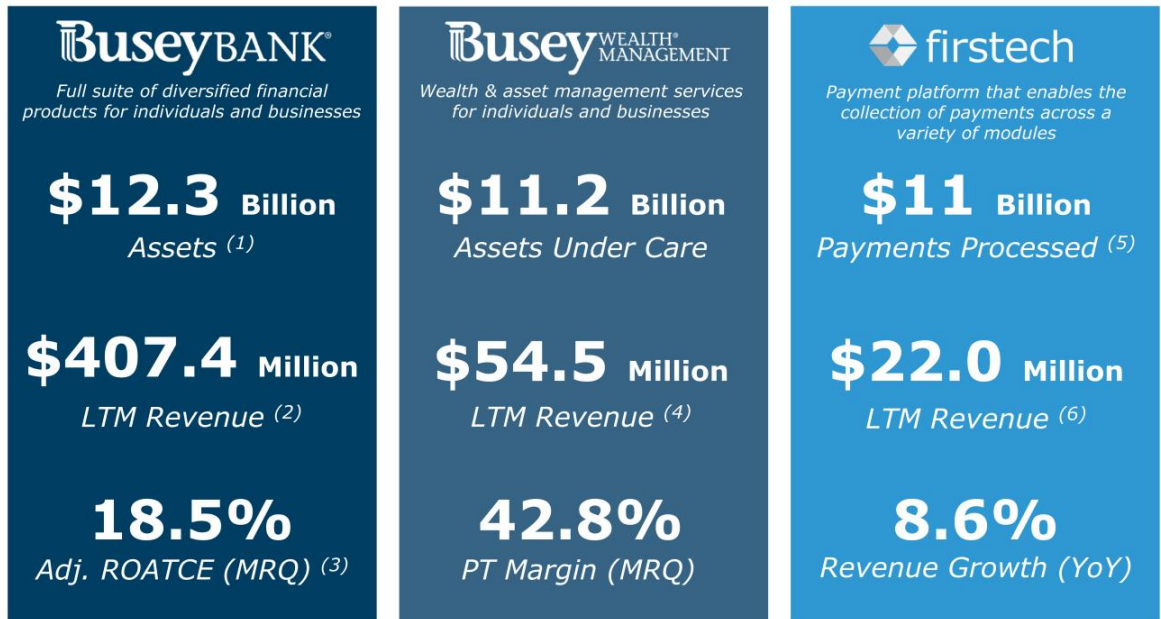 BUSEY BANK®
Full suite of diversified financial
products for individuals and businesses
$12.3 Billion
Assets (1)
$407.4 Million
LTM Revenue (2)
18.5%
Adj. ROATCE (MRQ) (3)
BUSEY WEALTH®
MANAGEMENT
Wealth & asset management services
for individuals and businesses
$11.2 Billion
Assets Under Care
$54.5 Million
LTM Revenue (4)
42.8%
PT Margin (MRQ)
firstech
Payment platform that enables the
collection of payments across a
variety of modules
$11 Billion
Payments Processed (5)
$22.0 Million
LTM Revenue (6)
8.6%
Revenue Growth (YoY)